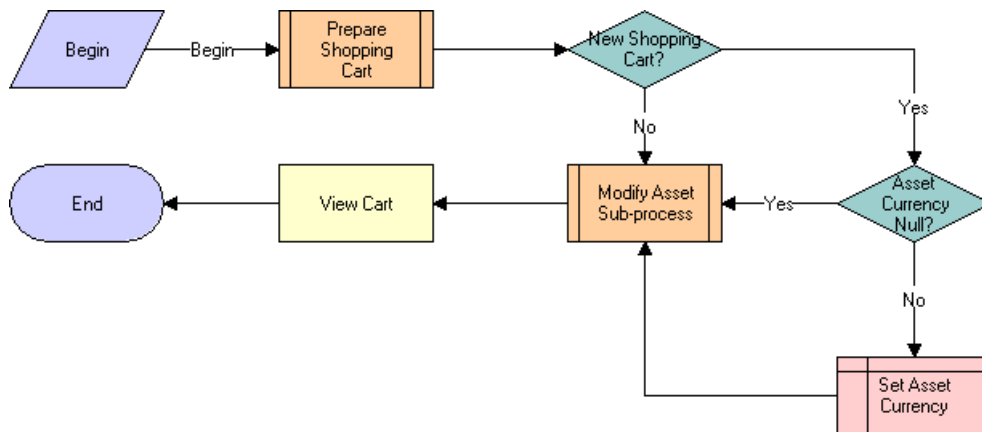 Begin
Begin
Prepare
Shopping
Cart
New Shopping
Cart?
Yes
No
End
View Cart
Modify Asset
Sub-process
Yes
Asset
Currency
Null?
No
Set Asset
Currency